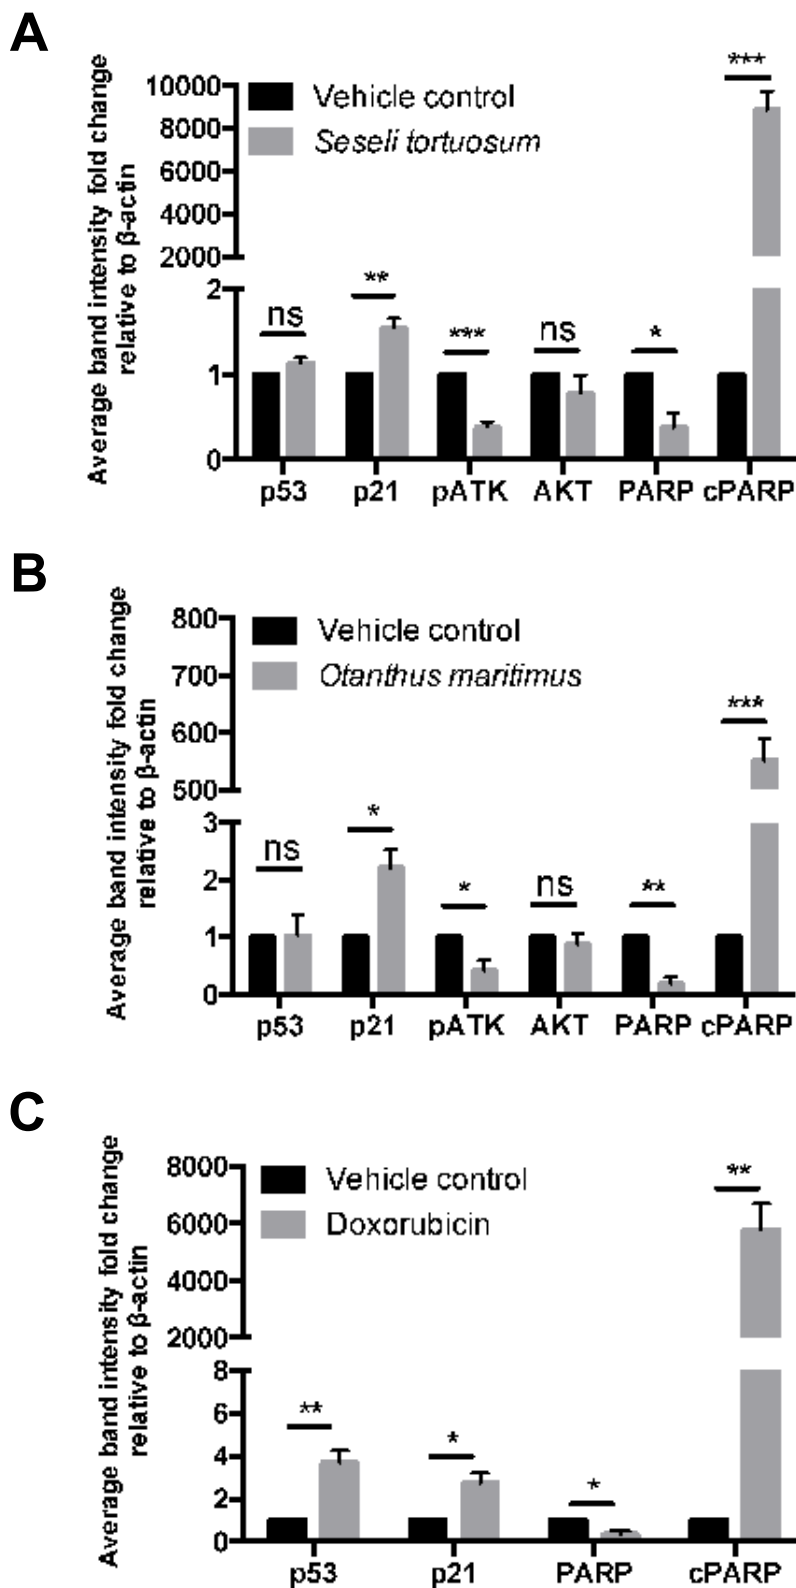 A
Average band intensity fold change
relative to β-actin
10000
8000
6000
4000
2000
2
1
0
Vehicle control
Seseli tortuosum
ns
**
***
ns
*
***
p53 p21 pATK AKT PARP cPARP
B
Average band intensity fold change
relative to β-actin
800
700
600
500
3
2
1
0
Vehicle control
Otanthus maritimus
ns
*
*
ns
**
***
p53 p21 pATK AKT PARP cPARP
C
Average band intensity fold change
relative to β-actin
8000
6000
4000
2000
8
6
4
2
0
Vehicle control
Doxorubicin
**
*
*
**
p53 p21 PARP cPARP